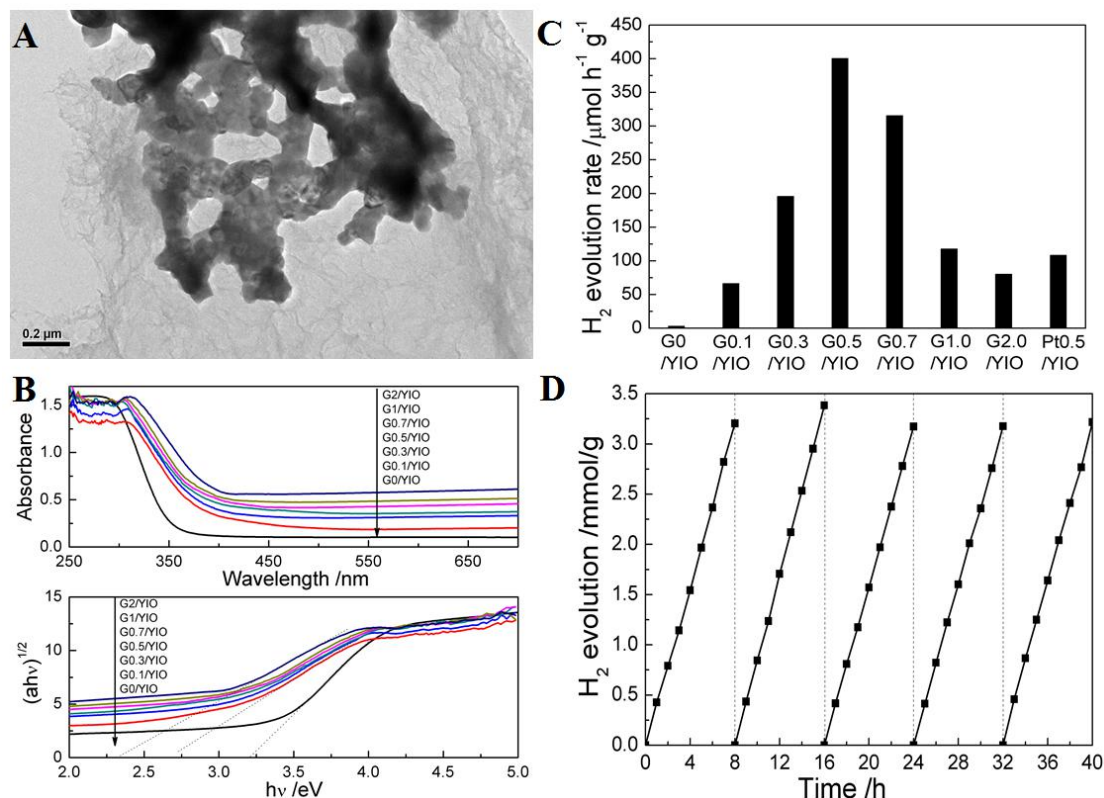 A
0.2 μm
B
Absorbance
1.5
1.0
0.5
0.0
G2/YIO
G1/YIO
G0.7/YIO
G0.5/YIO
G0.3/YIO
G0.1/YIO
G0/YIO
250 350 450 550 650
Wavelength /nm
(ahν)1/2
15
10
5
0
G2/YIO
G1/YIO
G0.7/YIO
G0.5/YIO
G0.3/YIO
G0.1/YIO
G0/YIO
2.0 2.5 3.0 3.5 4.0 4.5 5.0
hν /eV
C
H2 evolution rate /μmol h-1 g-1
450
400
350
300
250
200
150
100
50
0
G0 G0.1 G0.3 G0.5 G0.7 G1.0 G2.0 Pt0.5
/YIO /YIO /YIO /YIO /YIO /YIO /YIO /YIO
D
H2 evolution /mmol/g
3.5
3.0
2.5
2.0
1.5
1.0
0.5
0.0
0 4 8 12 16 20 24 28 32 36 40
Time /h